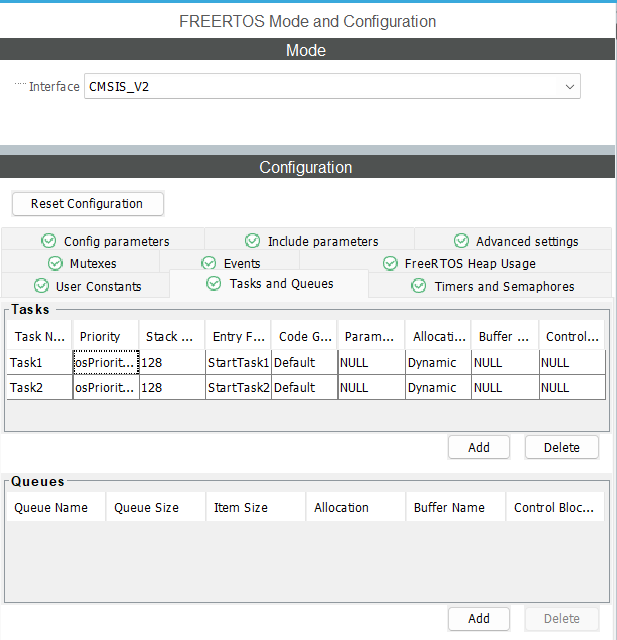 FREERTOS Mode and Configuration
Mode
Interface CMSIS_V2
Configuration
Reset Configuration
Config parameters Include parameters Advanced settings
Mutexes Events FreeRTOS Heap Usage
User Constants Tasks and Queues Timers and Semaphores
Tasks
Task N... Priority Stack ... Entry F... Code G... Param... Allocati... Buffer ... Control...
Task1 osPriorit... 128 StartTask1 Default NULL Dynamic NULL NULL
Task2 osPriorit... 128 StartTask2 Default NULL Dynamic NULL NULL
Add Delete
Queues
Queue Name Queue Size Item Size Allocation Buffer Name Control Bloc...
Add Delete